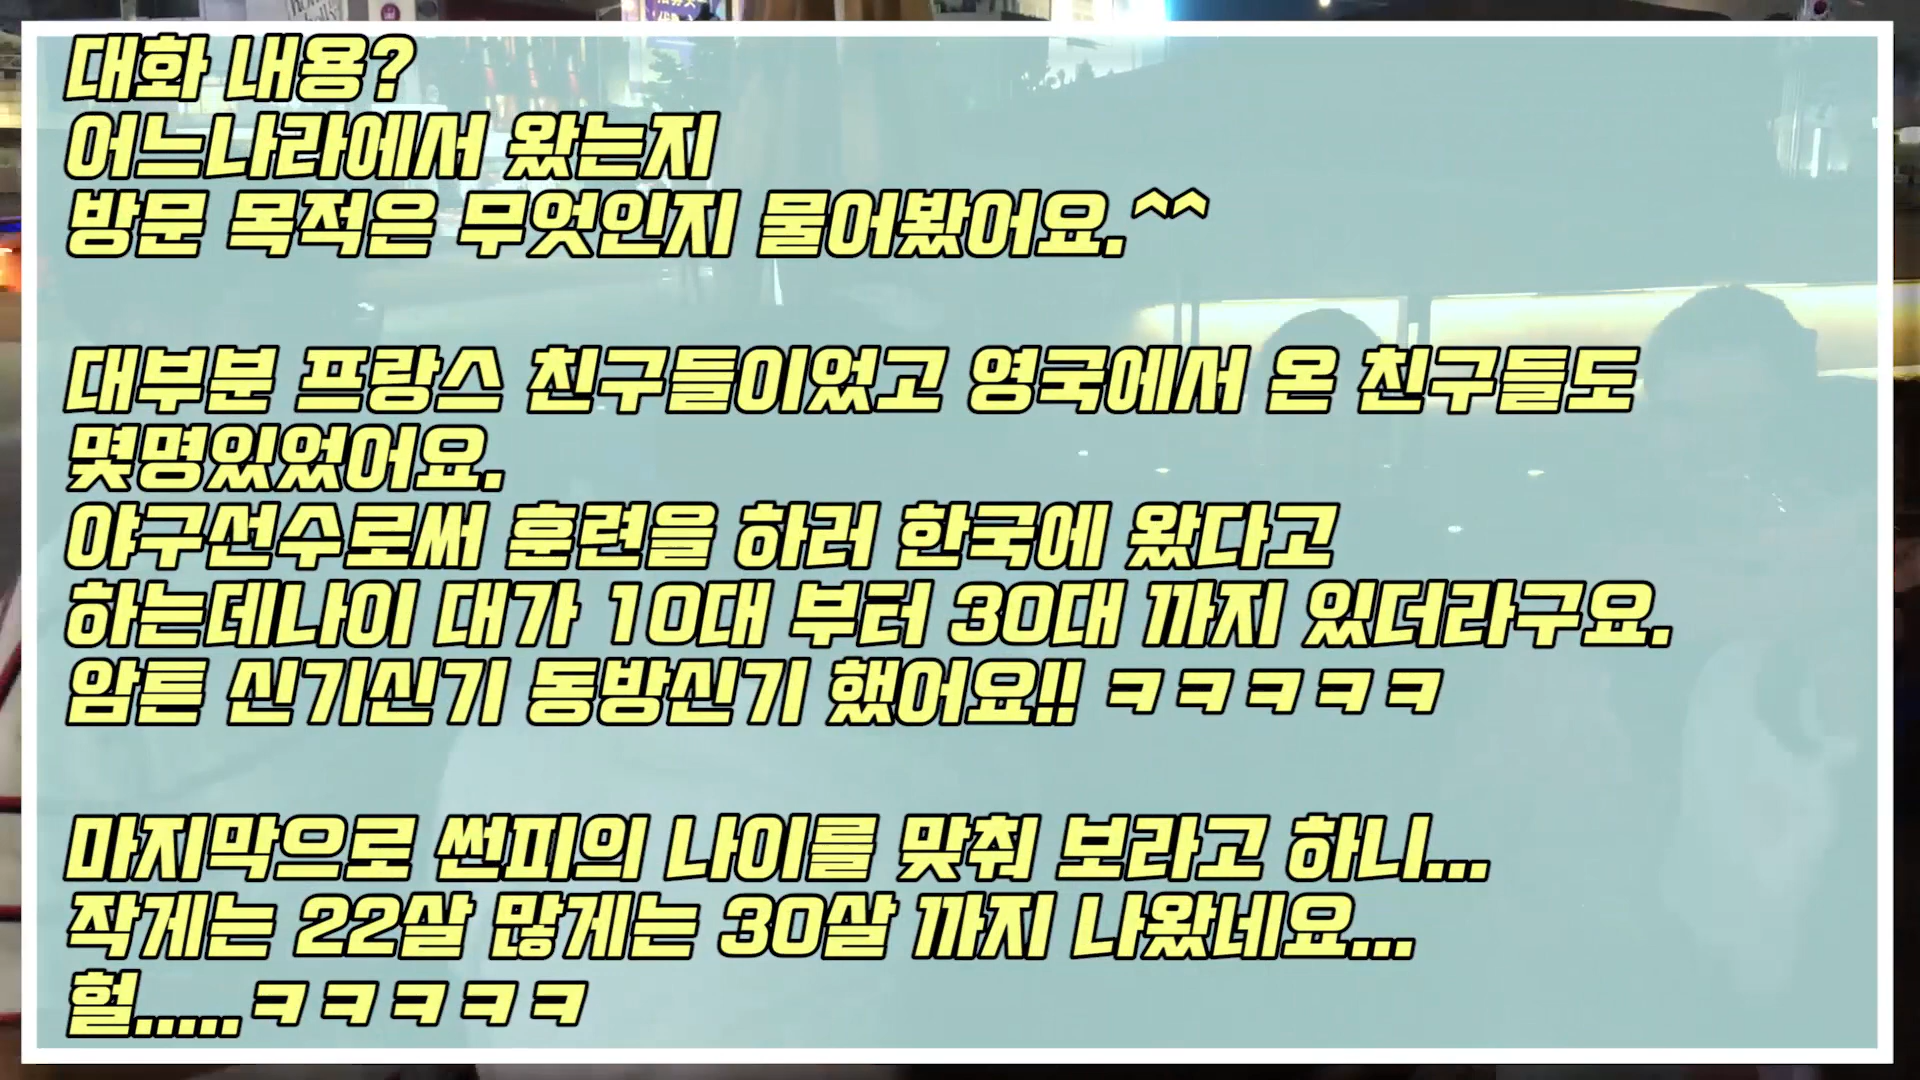 대화 내용?
어느나라에서 왔는지
방문 목적은 무엇인지 물어봤어요.^^
대부분 프랑스 친구들이었고 영국에서 온 친구들도
몇명있었어요.
야구선수로써 훈련을 하러 한국에 왔다고
하는데나이 대가 10대 부터 30대 까지 있더라구요.
암튼 신기신기 동방신기 했어요!! ㅋㅋㅋㅋㅋ
마지막으로 썬피의 나이를 맞춰 보라고 하니...
작게는 22살 많게는 30살 까지 나왔네요...
헐.....ㅋㅋㅋㅋㅋ